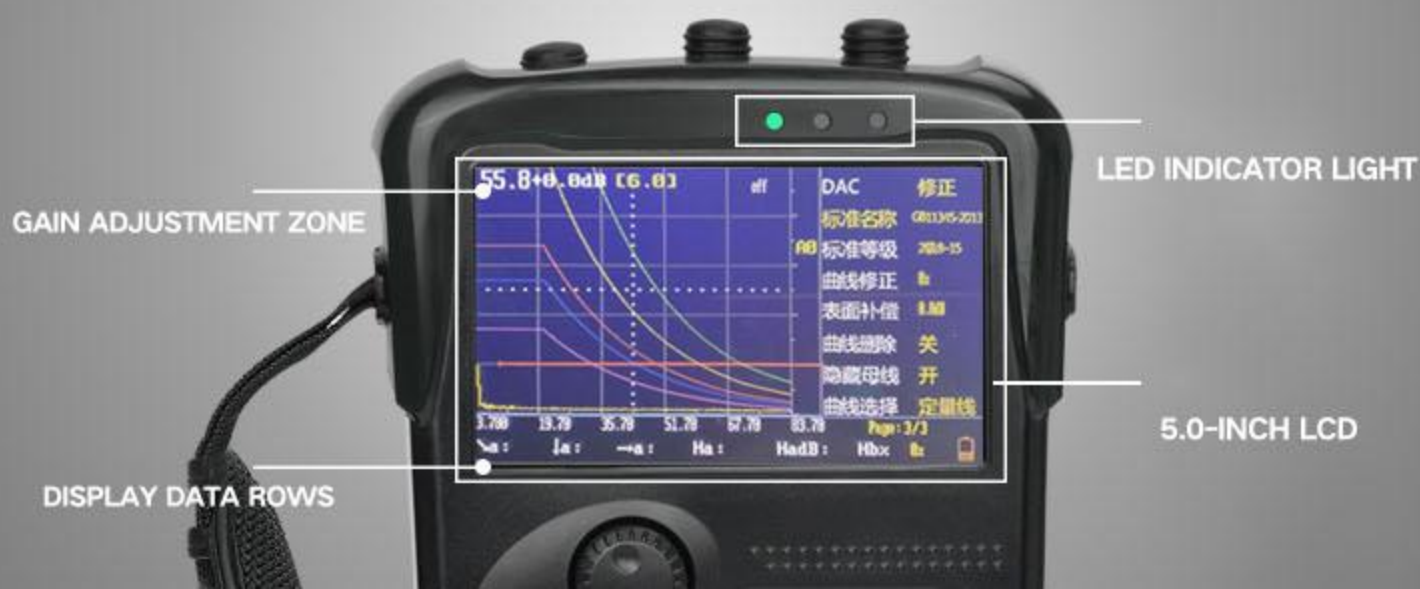 LED INDICATOR LIGHT
GAIN ADJUSTMENT ZONE
5.0-INCH LCD
DISPLAY DATA ROWS
55.8+0.0dB [6.0] off
DAC 修正
标准名称 GB11345-2013
AB 标准等级
曲线修正
表面补偿
曲线删除 关
隐藏母线 开
曲线选择 定量线
3.780 19.78 35.78 51.78 67.78 83.78 Page:3/3
↘a: ↓a: →a: Ha: HadB: Hbx